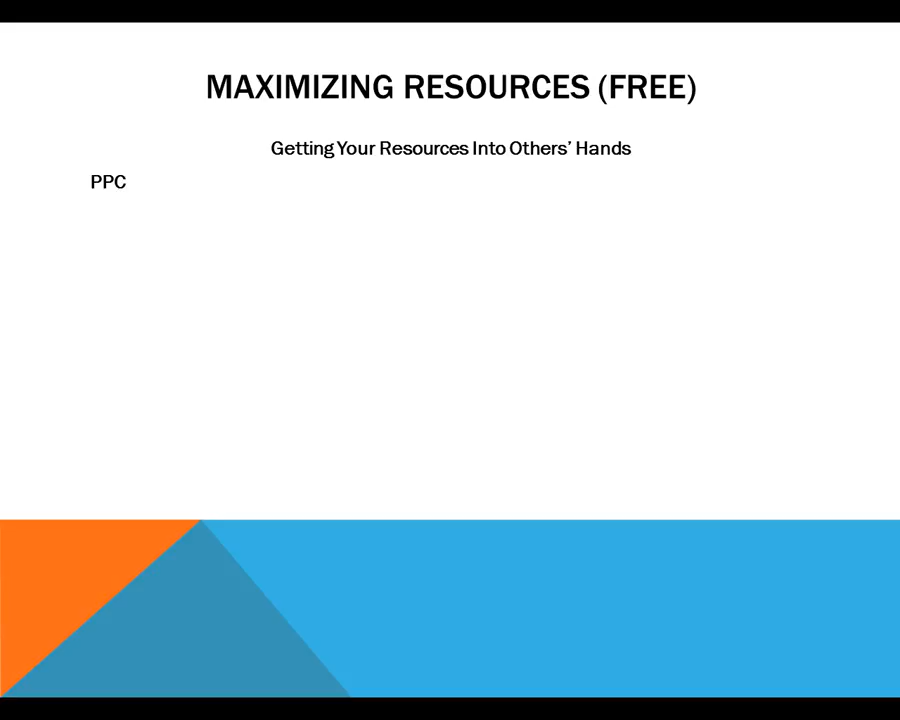 MAXIMIZING RESOURCES (FREE)
Getting Your Resources Into Others’ Hands
PPC